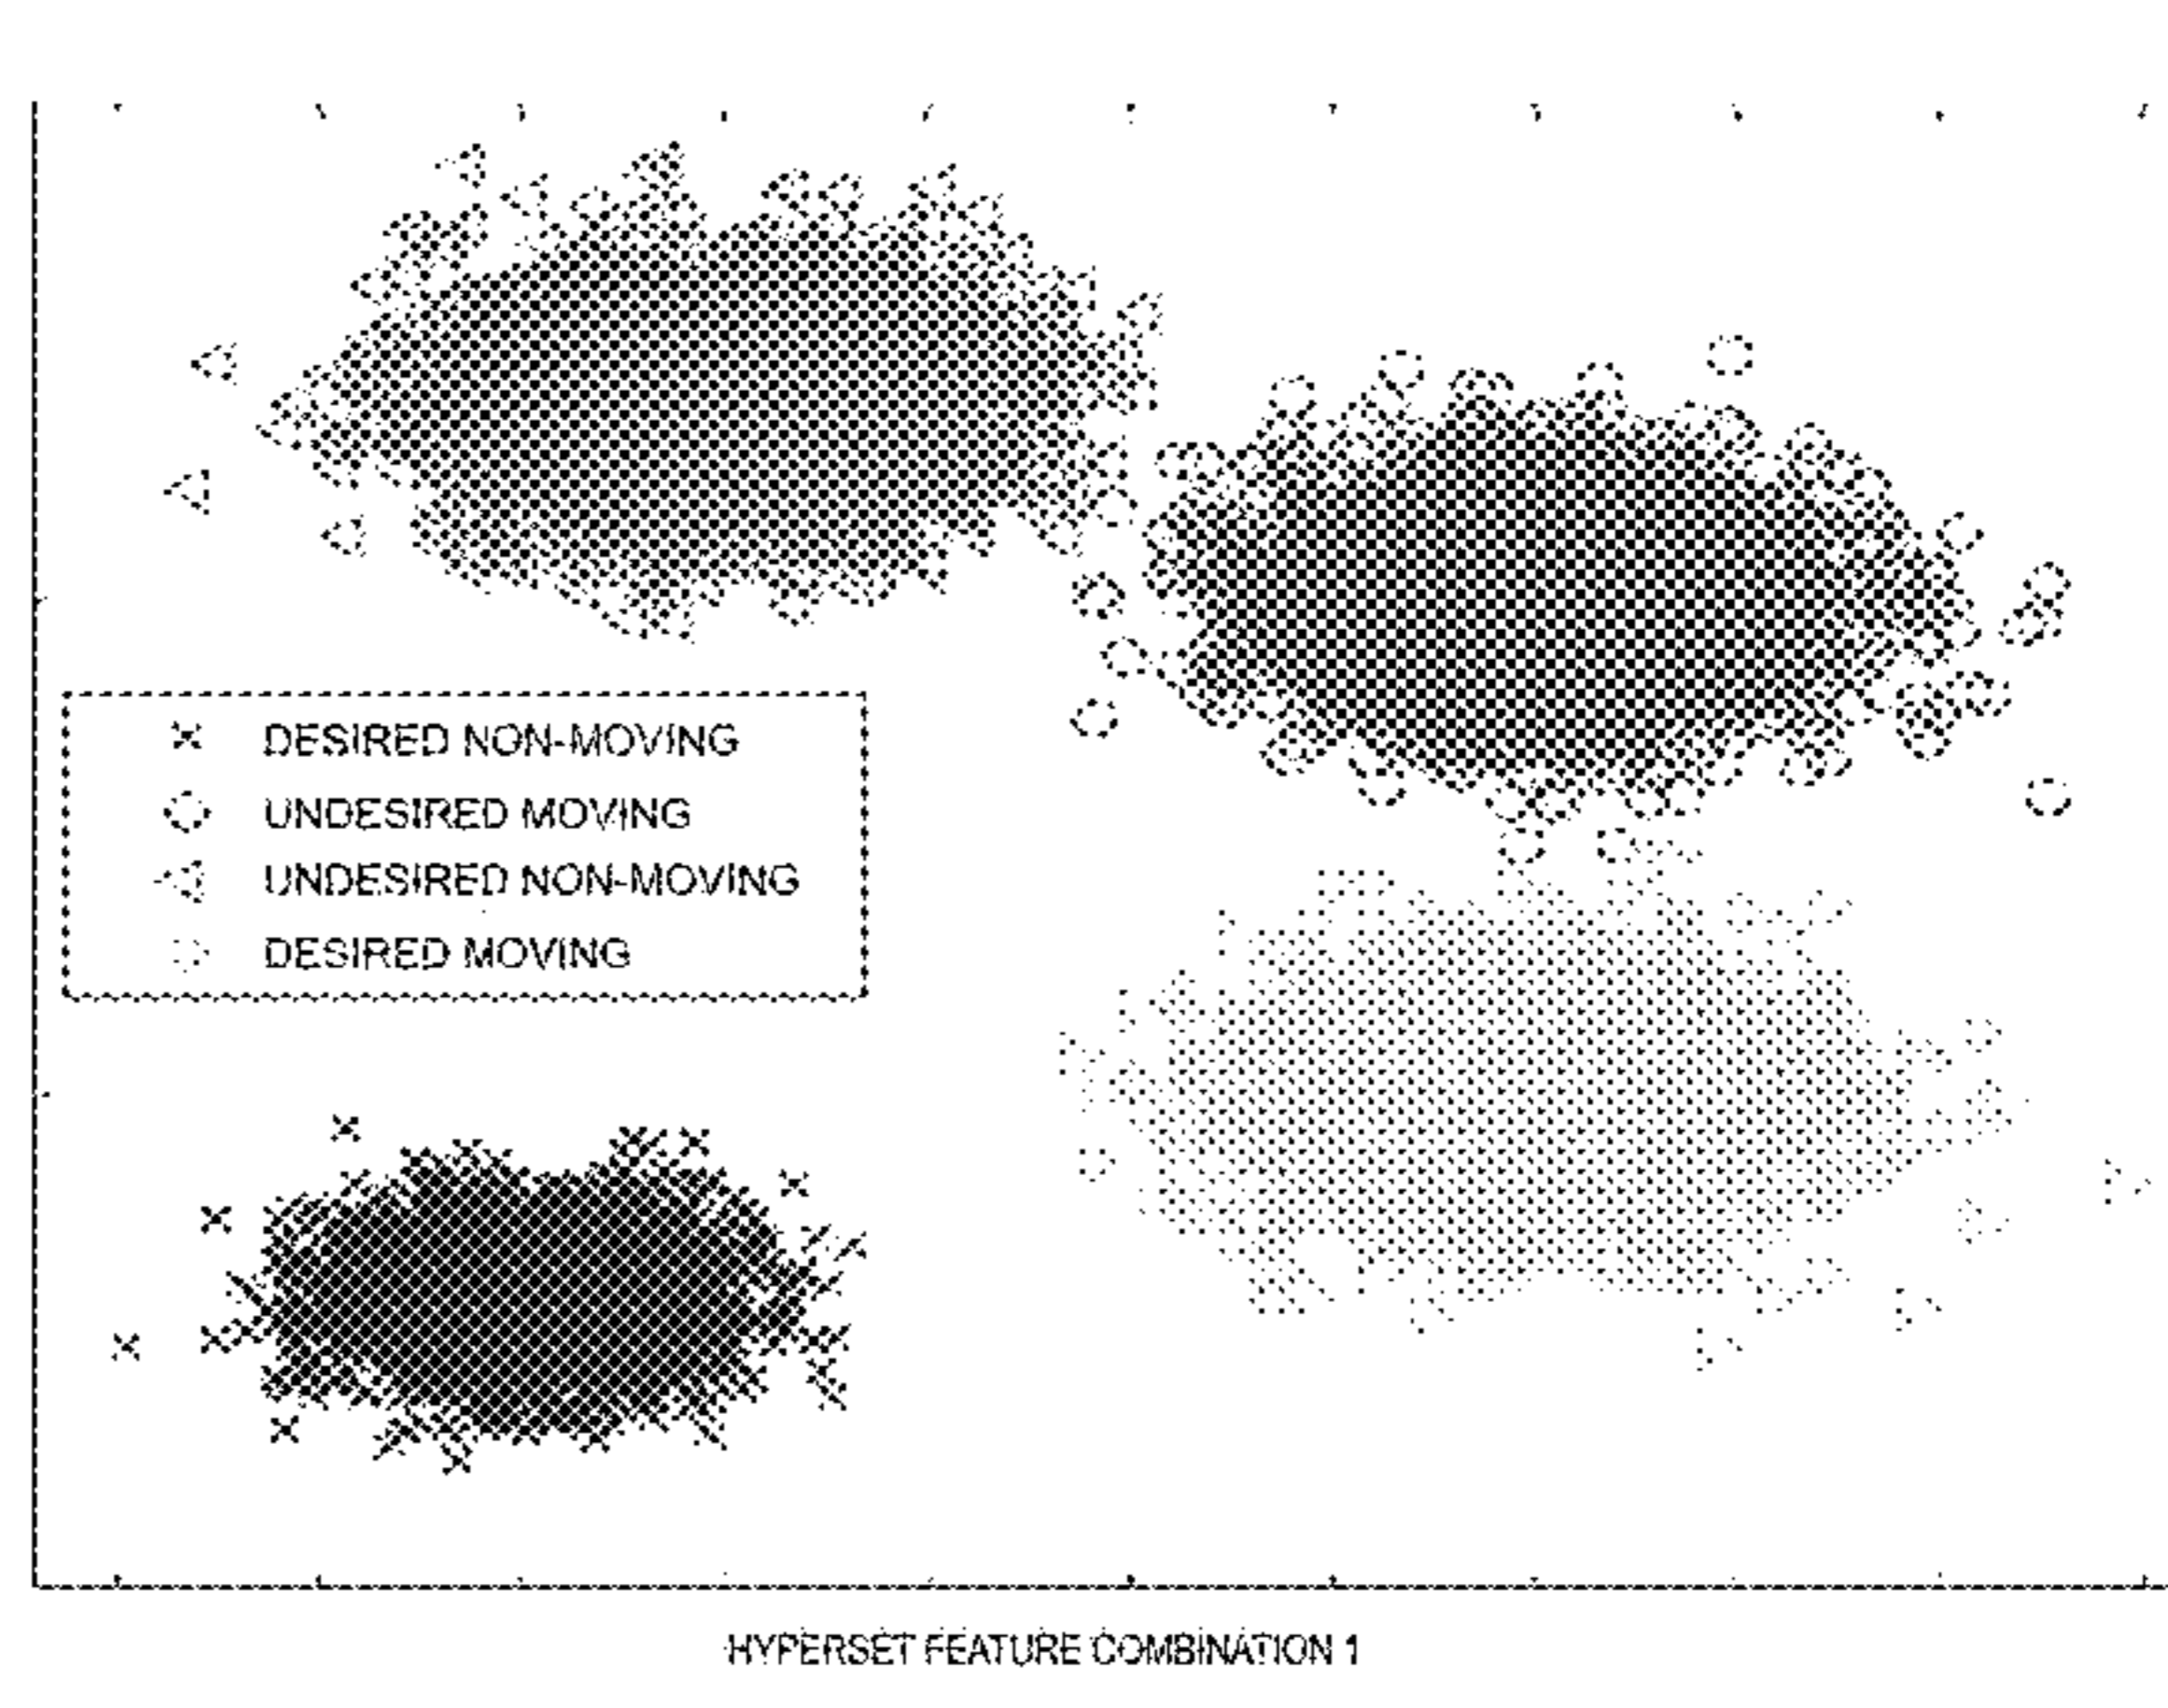 DESIRED NON-MOVING
UNDESIRED MOVING
UNDESIRED NON-MOVING
DESIRED MOVING
HYPERSET FEATURE COMBINATION 1